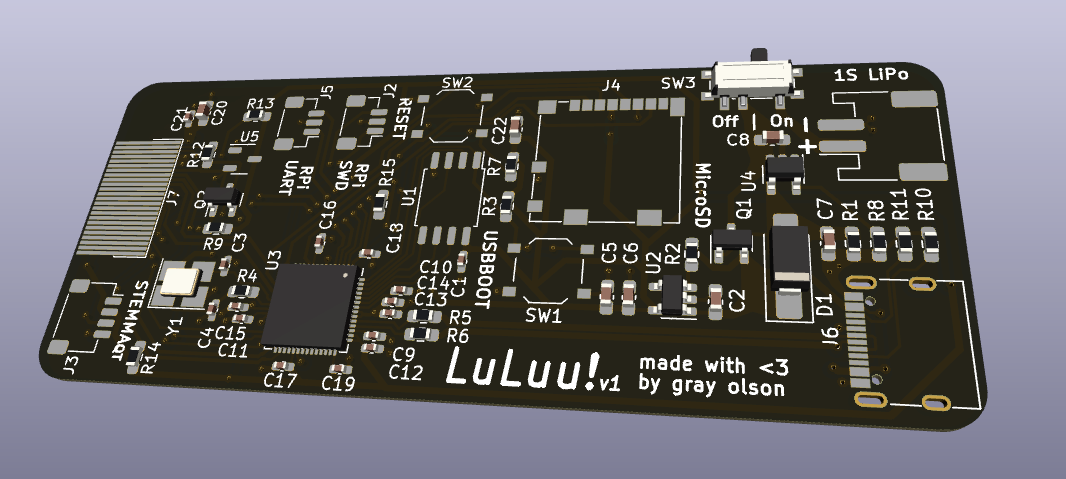 SW2
J4
SW3
1S LiPo
C21
C20
R13
J5
J2
RESET
C22
Off | On
C8
+
U5
R12
RPi
UART
RPi
SWD
R15
U1
R7
R3
MicroSD
U4
Q1
R9
C3
C16
C18
USBBOOT
C7
R1
R8
R11
R10
U3
R4
C10
C14
C13
C1
C5
C6
U2
R2
C2
D1
J6
J3
STEMMAQT
R14
Y1
C4
C15
C11
R5
R6
SW1
C9
C12
C17
C19
LuLuu!v1
made with <3
by gray olson